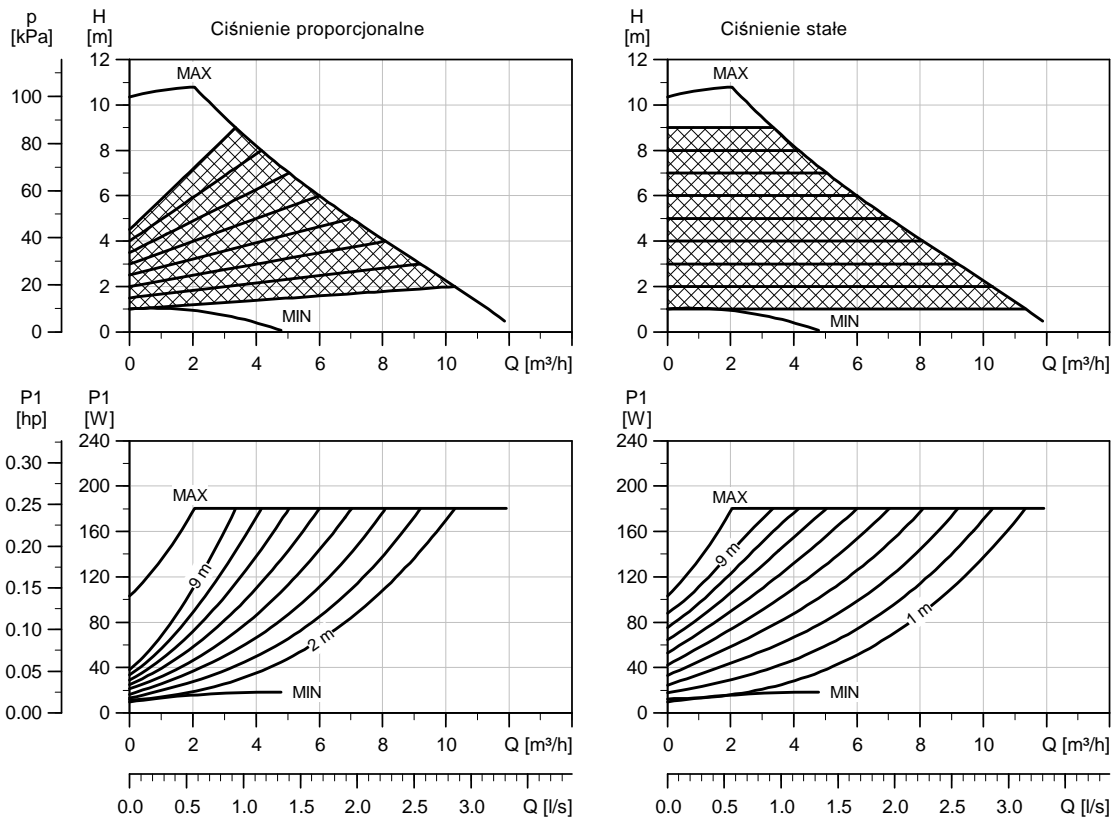 p
[kPa]
H
[m]
Ciśnienie proporcjonalne
100
80
60
40
20
0
12
10
8
6
4
2
0
MAX
MIN
0 2 4 6 8 10 Q [m³/h]
H
[m]
Ciśnienie stałe
12
10
8
6
4
2
0
MAX
MIN
0 2 4 6 8 10 Q [m³/h]
P1
[hp]
P1
[W]
0.30
0.25
0.20
0.15
0.10
0.05
0.00
240
200
160
120
80
40
0
MAX
9 m
2 m
MIN
0 2 4 6 8 10 Q [m³/h]
0.0 0.5 1.0 1.5 2.0 2.5 3.0 Q [l/s]
P1
[W]
240
200
160
120
80
40
0
MAX
9 m
1 m
MIN
0 2 4 6 8 10 Q [m³/h]
0.0 0.5 1.0 1.5 2.0 2.5 3.0 Q [l/s]